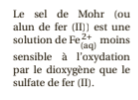 Le sel de Mohr (ou
alun de fer (II)) est une
solution de Fe²⁺(aq) moins
sensible à l'oxydation
par le dioxygène que le
sulfate de fer (II).